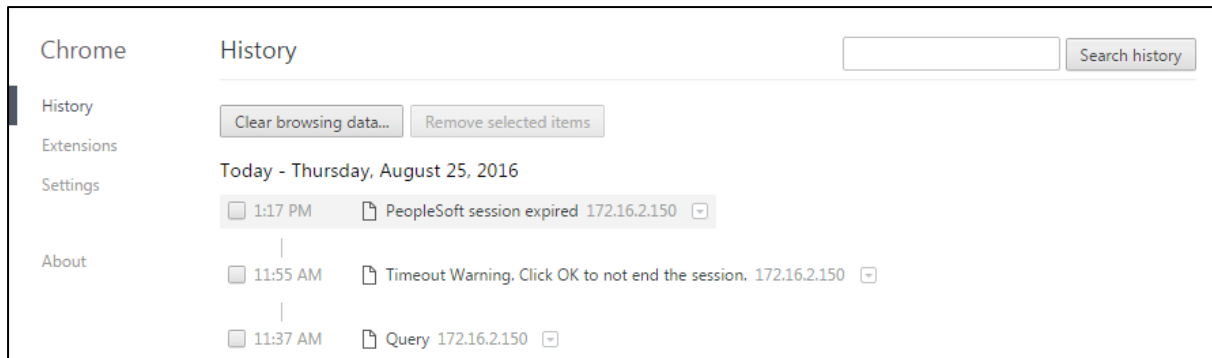 Chrome
History
Search history
History
Extensions
Settings
About
Clear browsing data...
Remove selected items
Today - Thursday, August 25, 2016
1:17 PM PeopleSoft session expired 172.16.2.150
11:55 AM Timeout Warning. Click OK to not end the session. 172.16.2.150
11:37 AM Query 172.16.2.150